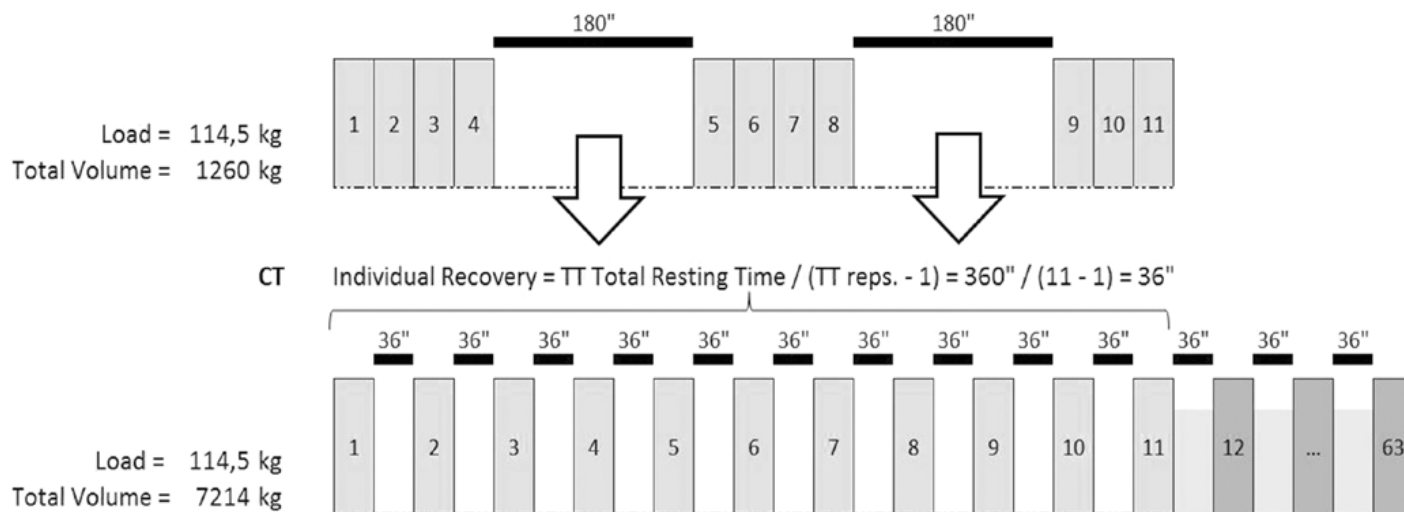 180" 180"
1 2 3 4 5 6 7 8 9 10 11
Load = 114,5 kg
Total Volume = 1260 kg
CT Individual Recovery = TT Total Resting Time / (TT reps. - 1) = 360" / (11 - 1) = 36"
36" 36" 36" 36" 36" 36" 36" 36" 36" 36" 36" 36" 36"
1 2 3 4 5 6 7 8 9 10 11 12 ... 63
Load = 114,5 kg
Total Volume = 7214 kg